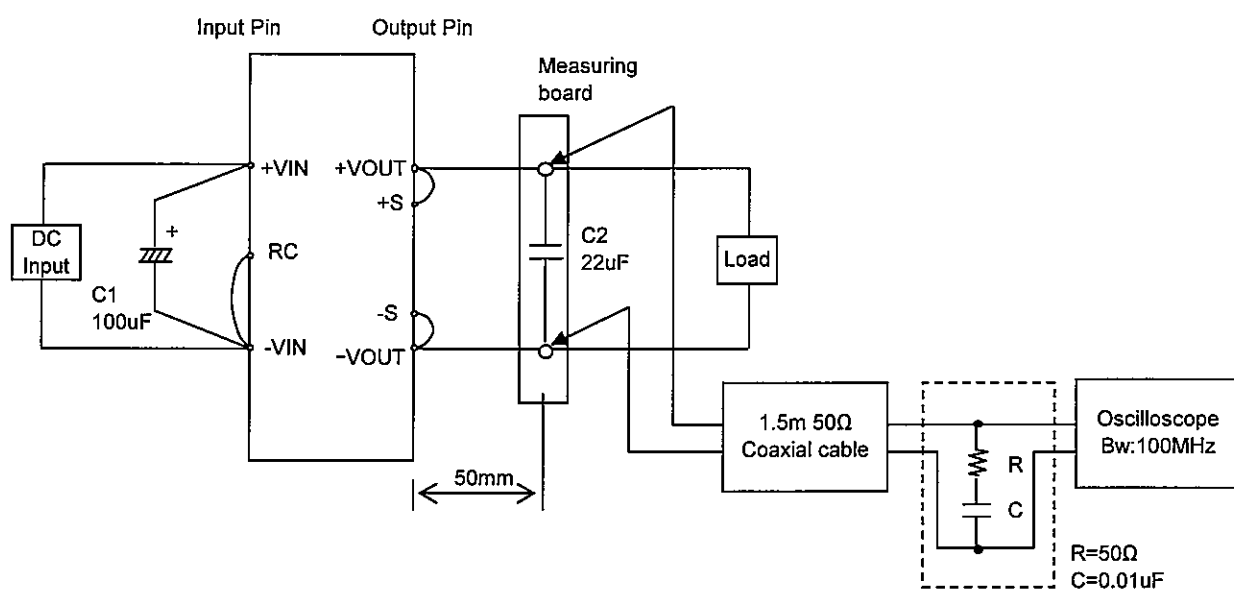 Input Pin
Output Pin
Measuring
board
+VIN
+VOUT
+S
DC
Input
+
C1
100uF
RC
C2
22uF
Load
-S
-VIN
−VOUT
50mm
1.5m 50Ω
Coaxial cable
R
C
Oscilloscope
Bw:100MHz
R=50Ω
C=0.01uF